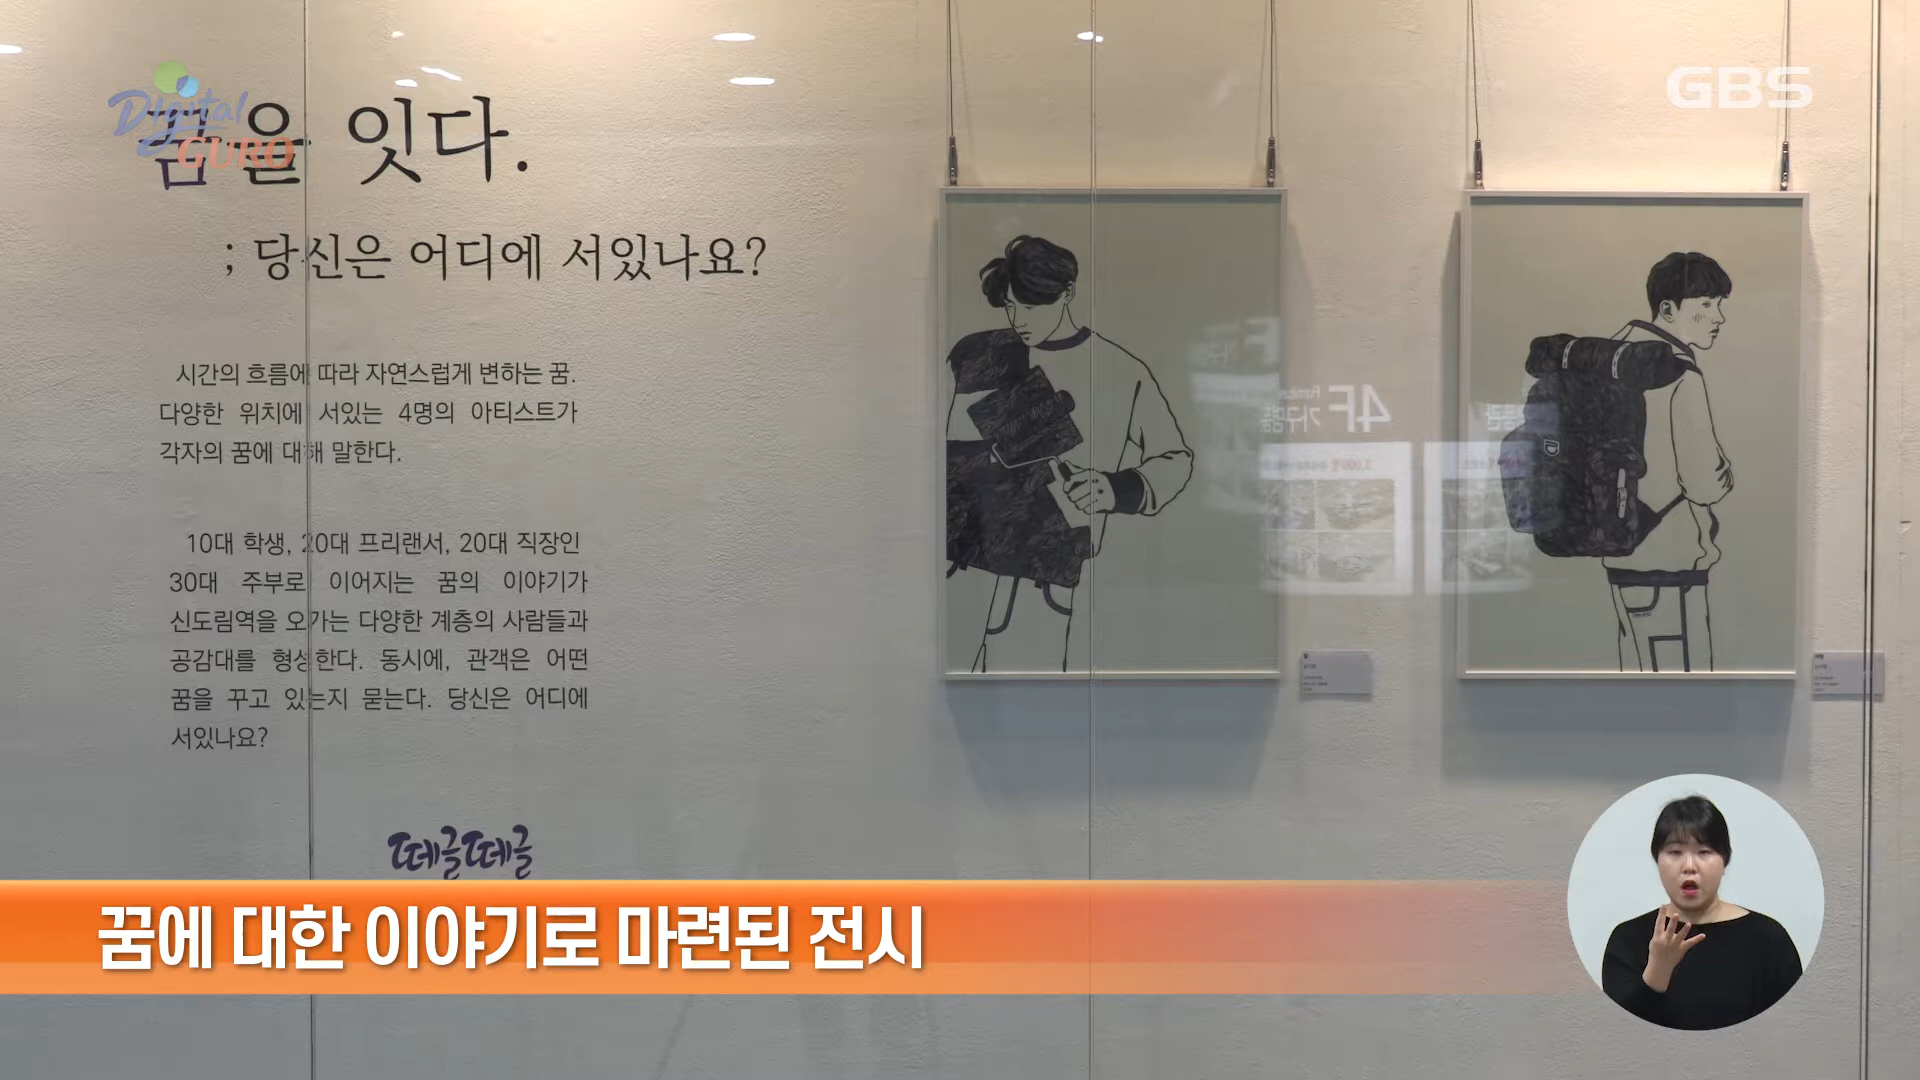 Digital
GURO
GBS
꿈을 잇다.
; 당신은 어디에 서있나요?
시간의 흐름에 따라 자연스럽게 변하는 꿈.
다양한 위치에 서있는 4명의 아티스트가
각자의 꿈에 대해 말한다.
10대 학생, 20대 프리랜서, 20대 직장인
30대 주부로 이어지는 꿈의 이야기가
신도림역을 오가는 다양한 계층의 사람들과
공감대를 형성한다. 동시에, 관객은 어떤
꿈을 꾸고 있는지 묻는다. 당신은 어디에
서있나요?
4F
떼글떼글
꿈에 대한 이야기로 마련된 전시